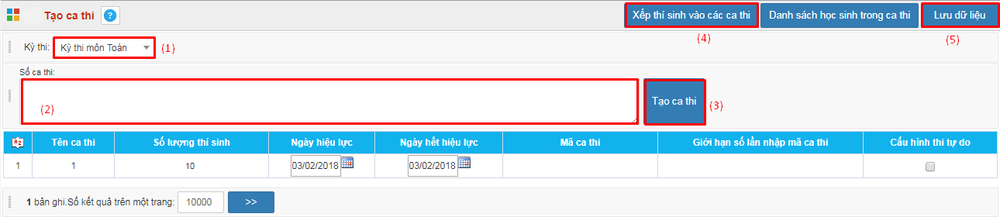 Tạo ca thi ? Xếp thí sinh vào các ca thi Danh sách học sinh trong ca thi Lưu dữ liệu
(4) (5)
Kỳ thi: Kỳ thi môn Toán (1)
Số ca thi:
(2) Tạo ca thi (3)
Tên ca thi Số lượng thí sinh Ngày hiệu lực Ngày hết hiệu lực Mã ca thi Giới hạn số lần nhập mã ca thi Cấu hình thi tự do
1 1 10 03/02/2018 03/02/2018
1 bản ghi.Số kết quả trên một trang: 10000 >>